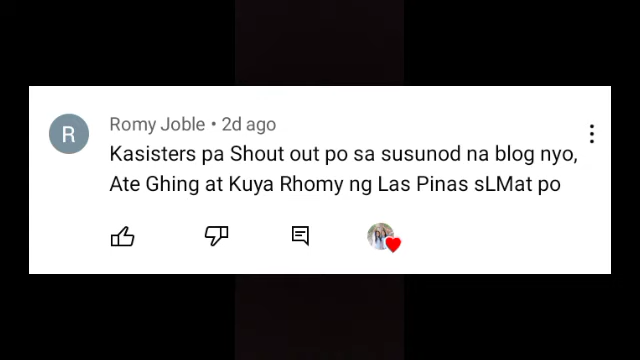 R
Romy Joble • 2d ago
Kasisters pa Shout out po sa susunod na blog nyo,
Ate Ghing at Kuya Rhomy ng Las Pinas sLMat po